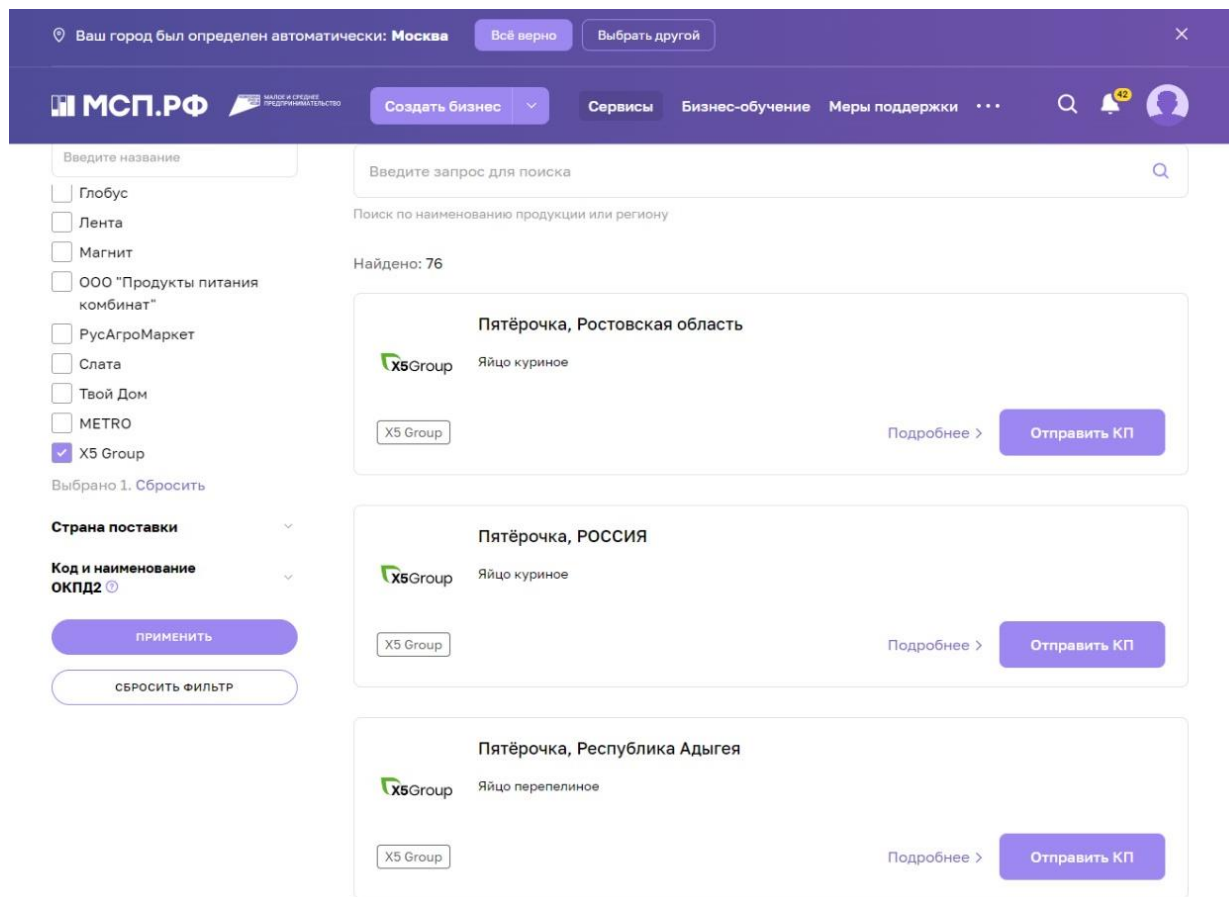 Ваш город был определен автоматически: Москва
Всё верно
Выбрать другой
МСП.РФ
МАЛОЕ И СРЕДНЕЕ
ПРЕДПРИНИМАТЕЛЬСТВО
Создать бизнес
Сервисы
Бизнес-обучение
Меры поддержки
42
Введите название
Глобус
Лента
Магнит
ООО "Продукты питания
комбинат"
РусАгроМаркет
Слата
Твой Дом
METRO
X5 Group
Выбрано 1. Сбросить
Страна поставки
Код и наименование
ОКПД2
ПРИМЕНИТЬ
СБРОСИТЬ ФИЛЬТР
Введите запрос для поиска
Поиск по наименованию продукции или региону
Найдено: 76
Пятёрочка, Ростовская область
X5Group
Яйцо куриное
X5 Group
Подробнее >
Отправить КП
Пятёрочка, РОССИЯ
X5Group
Яйцо куриное
X5 Group
Подробнее >
Отправить КП
Пятёрочка, Республика Адыгея
X5Group
Яйцо перепелиное
X5 Group
Подробнее >
Отправить КП